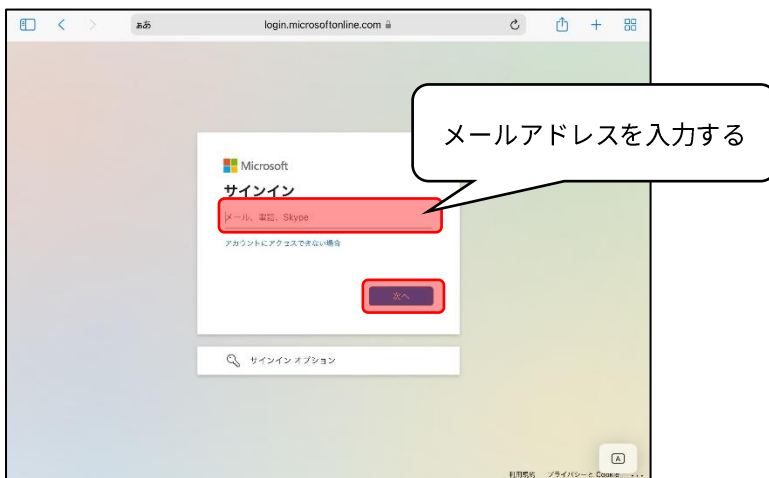 ぁあ login.microsoftonline.com
メールアドレスを入力する
Microsoft
サインイン
メール、電話、Skype
アカウントにアクセスできない場合
次へ
サインイン オプション
A
利用規約 プライバシーと Cookie ...